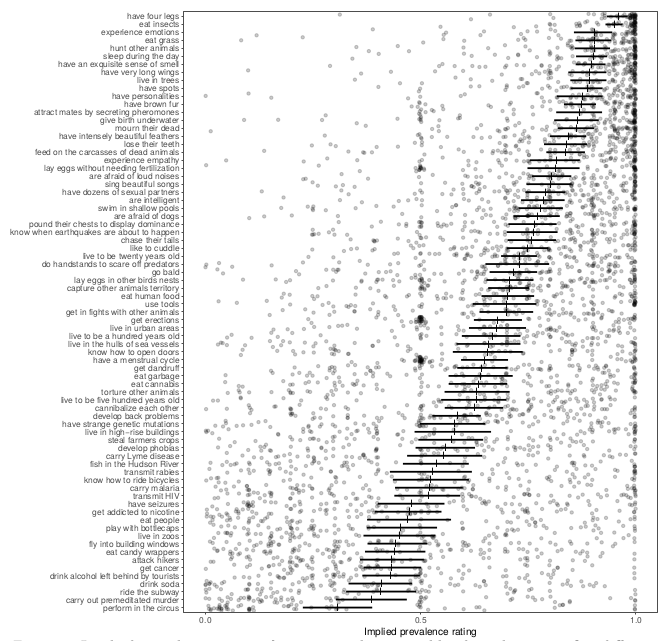 have four legs
eat insects
experience emotions
eat grass
hunt other animals
sleep during the day
have an exquisite sense of smell
have very long wings
live in trees
have spots
have personalities
have brown fur
attract mates by secreting pheromones
give birth underwater
mourn their dead
have intensely beautiful feathers
lose their teeth
feed on the carcasses of dead animals
experience empathy
lay eggs without needing fertilization
are afraid of loud noises
sing beautiful songs
have dozens of sexual partners
are intelligent
swim in shallow pools
are afraid of dogs
pound their chests to display dominance
know when earthquakes are about to happen
chase their tails
like to cuddle
live to be twenty years old
do handstands to scare off predators
go bald
lay eggs in other birds nests
capture other animals territory
eat human food
use tools
get in fights with other animals
get erections
live in urban areas
live to be a hundred years old
live in the hulls of sea vessels
know how to open doors
have a menstrual cycle
get dandruff
eat garbage
eat cannabis
torture other animals
live to be five hundred years old
cannibalize each other
develop back problems
have strange genetic mutations
live in high-rise buildings
steal farmers crops
develop phobias
carry Lyme disease
fish in the Hudson River
transmit rabies
know how to ride bicycles
carry malaria
transmit HIV
have seizures
get addicted to nicotine
eat people
play with bottlecaps
live in zoos
fly into building windows
eat candy wrappers
attack hikers
get cancer
drink alcohol left behind by tourists
drink soda
ride the subway
carry out premeditated murder
perform in the circus
0.0 0.5 1.0
Implied prevalence rating